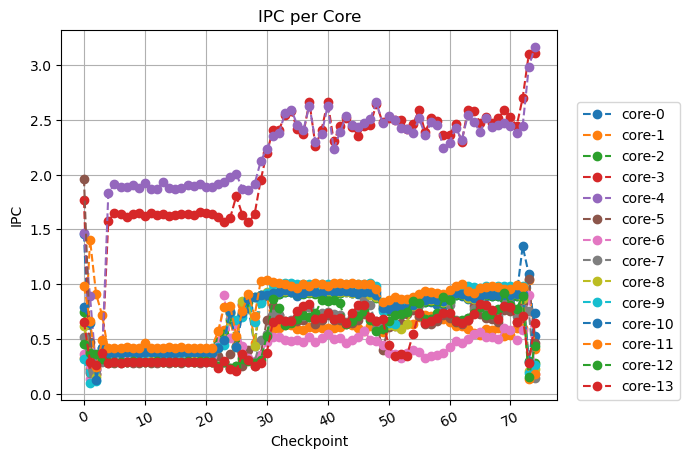 IPC per Core
IPC
3.0
2.5
2.0
1.5
1.0
0.5
0.0
0
10
20
30
40
50
60
70
Checkpoint
core-0
core-1
core-2
core-3
core-4
core-5
core-6
core-7
core-8
core-9
core-10
core-11
core-12
core-13